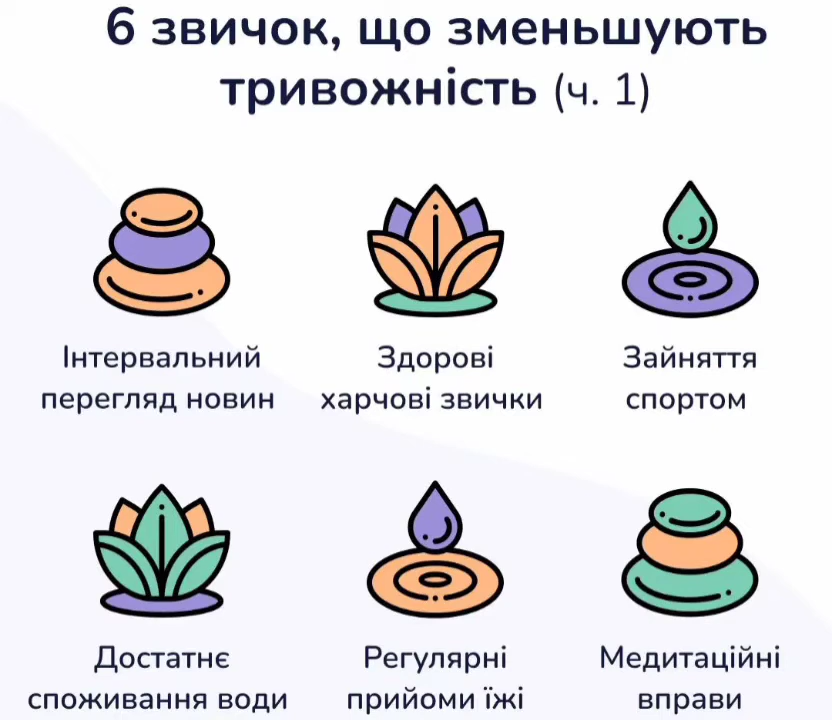 6 звичок, що зменьшують
тривожність (ч. 1)
Інтервальний
перегляд новин
Здорові
харчові звички
Зайняття
спортом
Достатнє
споживання води
Регулярні
прийоми їжі
Медитаційні
вправи